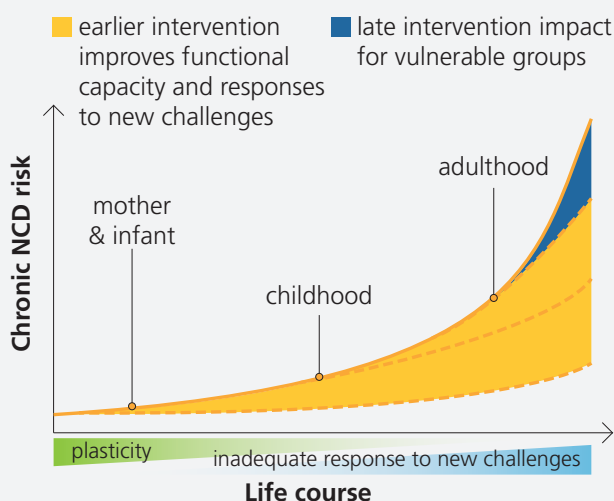 earlier intervention
improves functional
capacity and responses
to new challenges
late intervention impact
for vulnerable groups
Chronic NCD risk
mother
& infant
childhood
adulthood
plasticity
inadequate response to new challenges
Life course